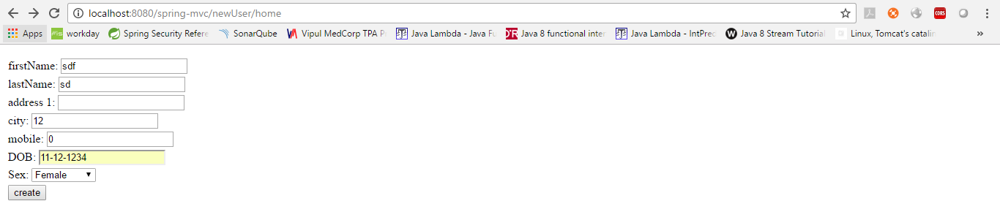 localhost:8080/spring-mvc/newUser/home
CORS
Apps workday Spring Security Refere SonarQube Vipul MedCorp TPA P Java Lambda - Java Fu Java 8 functional inter Java Lambda - IntPred Java 8 Stream Tutorial Linux, Tomcat's catalin »
firstName: sdf
lastName: sd
address 1:
city: 12
mobile: 0
DOB: 11-12-1234
Sex: Female
create